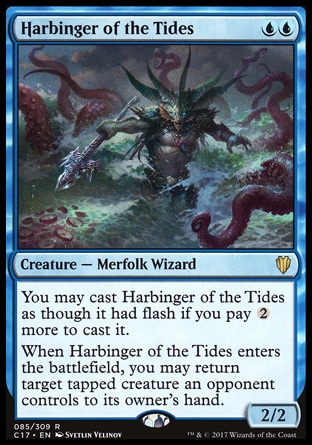 Harbinger of the Tides
Creature — Merfolk Wizard
You may cast Harbinger of the Tides
as though it had flash if you pay 2
more to cast it.
When Harbinger of the Tides enters
the battlefield, you may return
target tapped creature an opponent
controls to its owner's hand.
2/2
085/309 R
C17 • EN Svetlin Velinov
™ & © 2017 Wizards of the Coast